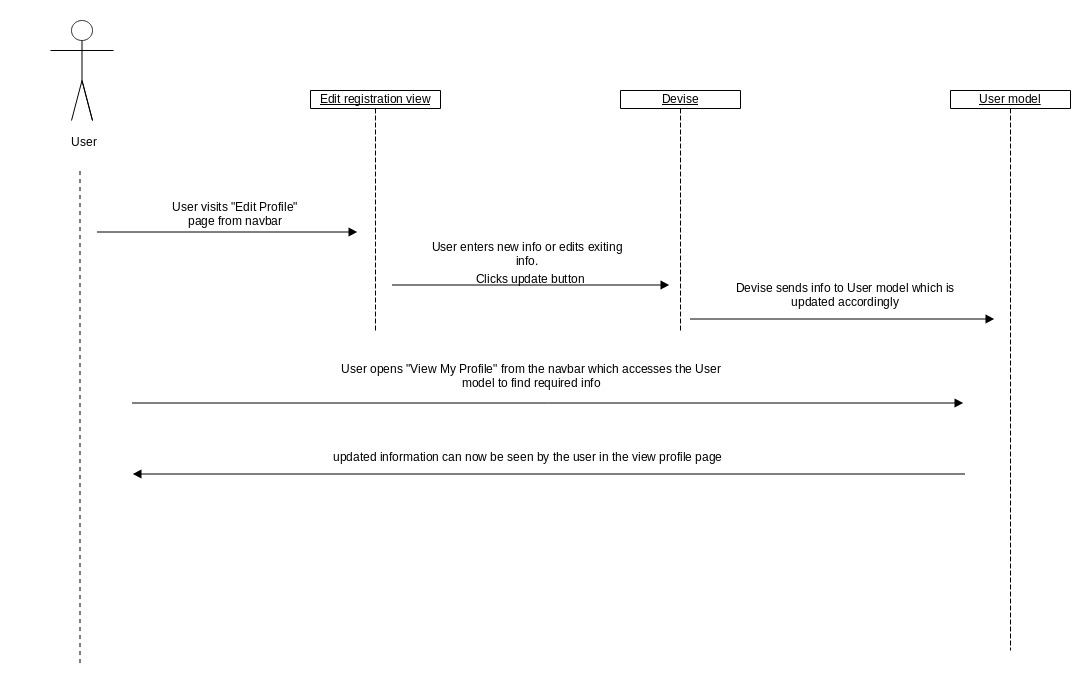 Edit registration view
Devise
User model
User
User visits "Edit Profile"
page from navbar
User enters new info or edits exiting
info.
Clicks update button
Devise sends info to User model which is
updated accordingly
User opens "View My Profile" from the navbar which accesses the User
model to find required info
updated information can now be seen by the user in the view profile page